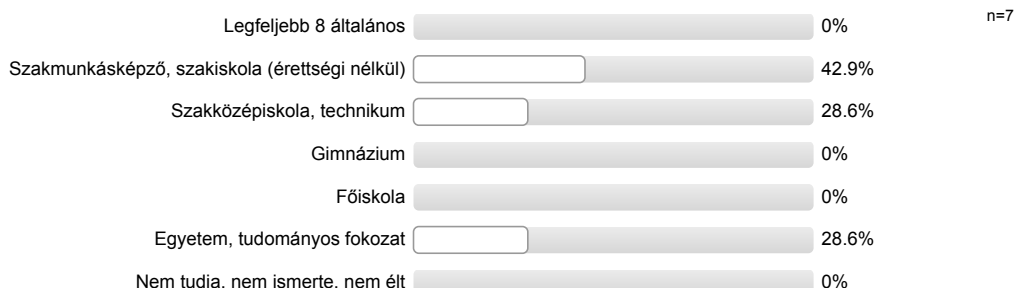 Legfeljebb 8 általános 0% n=7
Szakmunkásképző, szakiskola (érettségi nélkül) 42.9%
Szakközépiskola, technikum 28.6%
Gimnázium 0%
Főiskola 0%
Egyetem, tudományos fokozat 28.6%
Nem tudja, nem ismerte, nem élt 0%